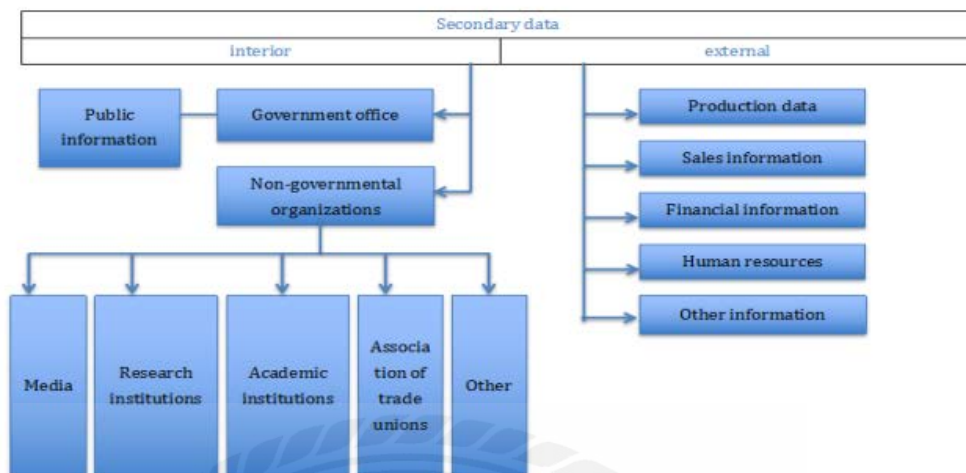 Secondary data
interior
external
Public
information
Government office
Non-governmental
organizations
Media
Research
institutions
Academic
institutions
Associa
tion of
trade
unions
Other
Production data
Sales information
Financial information
Human resources
Other information